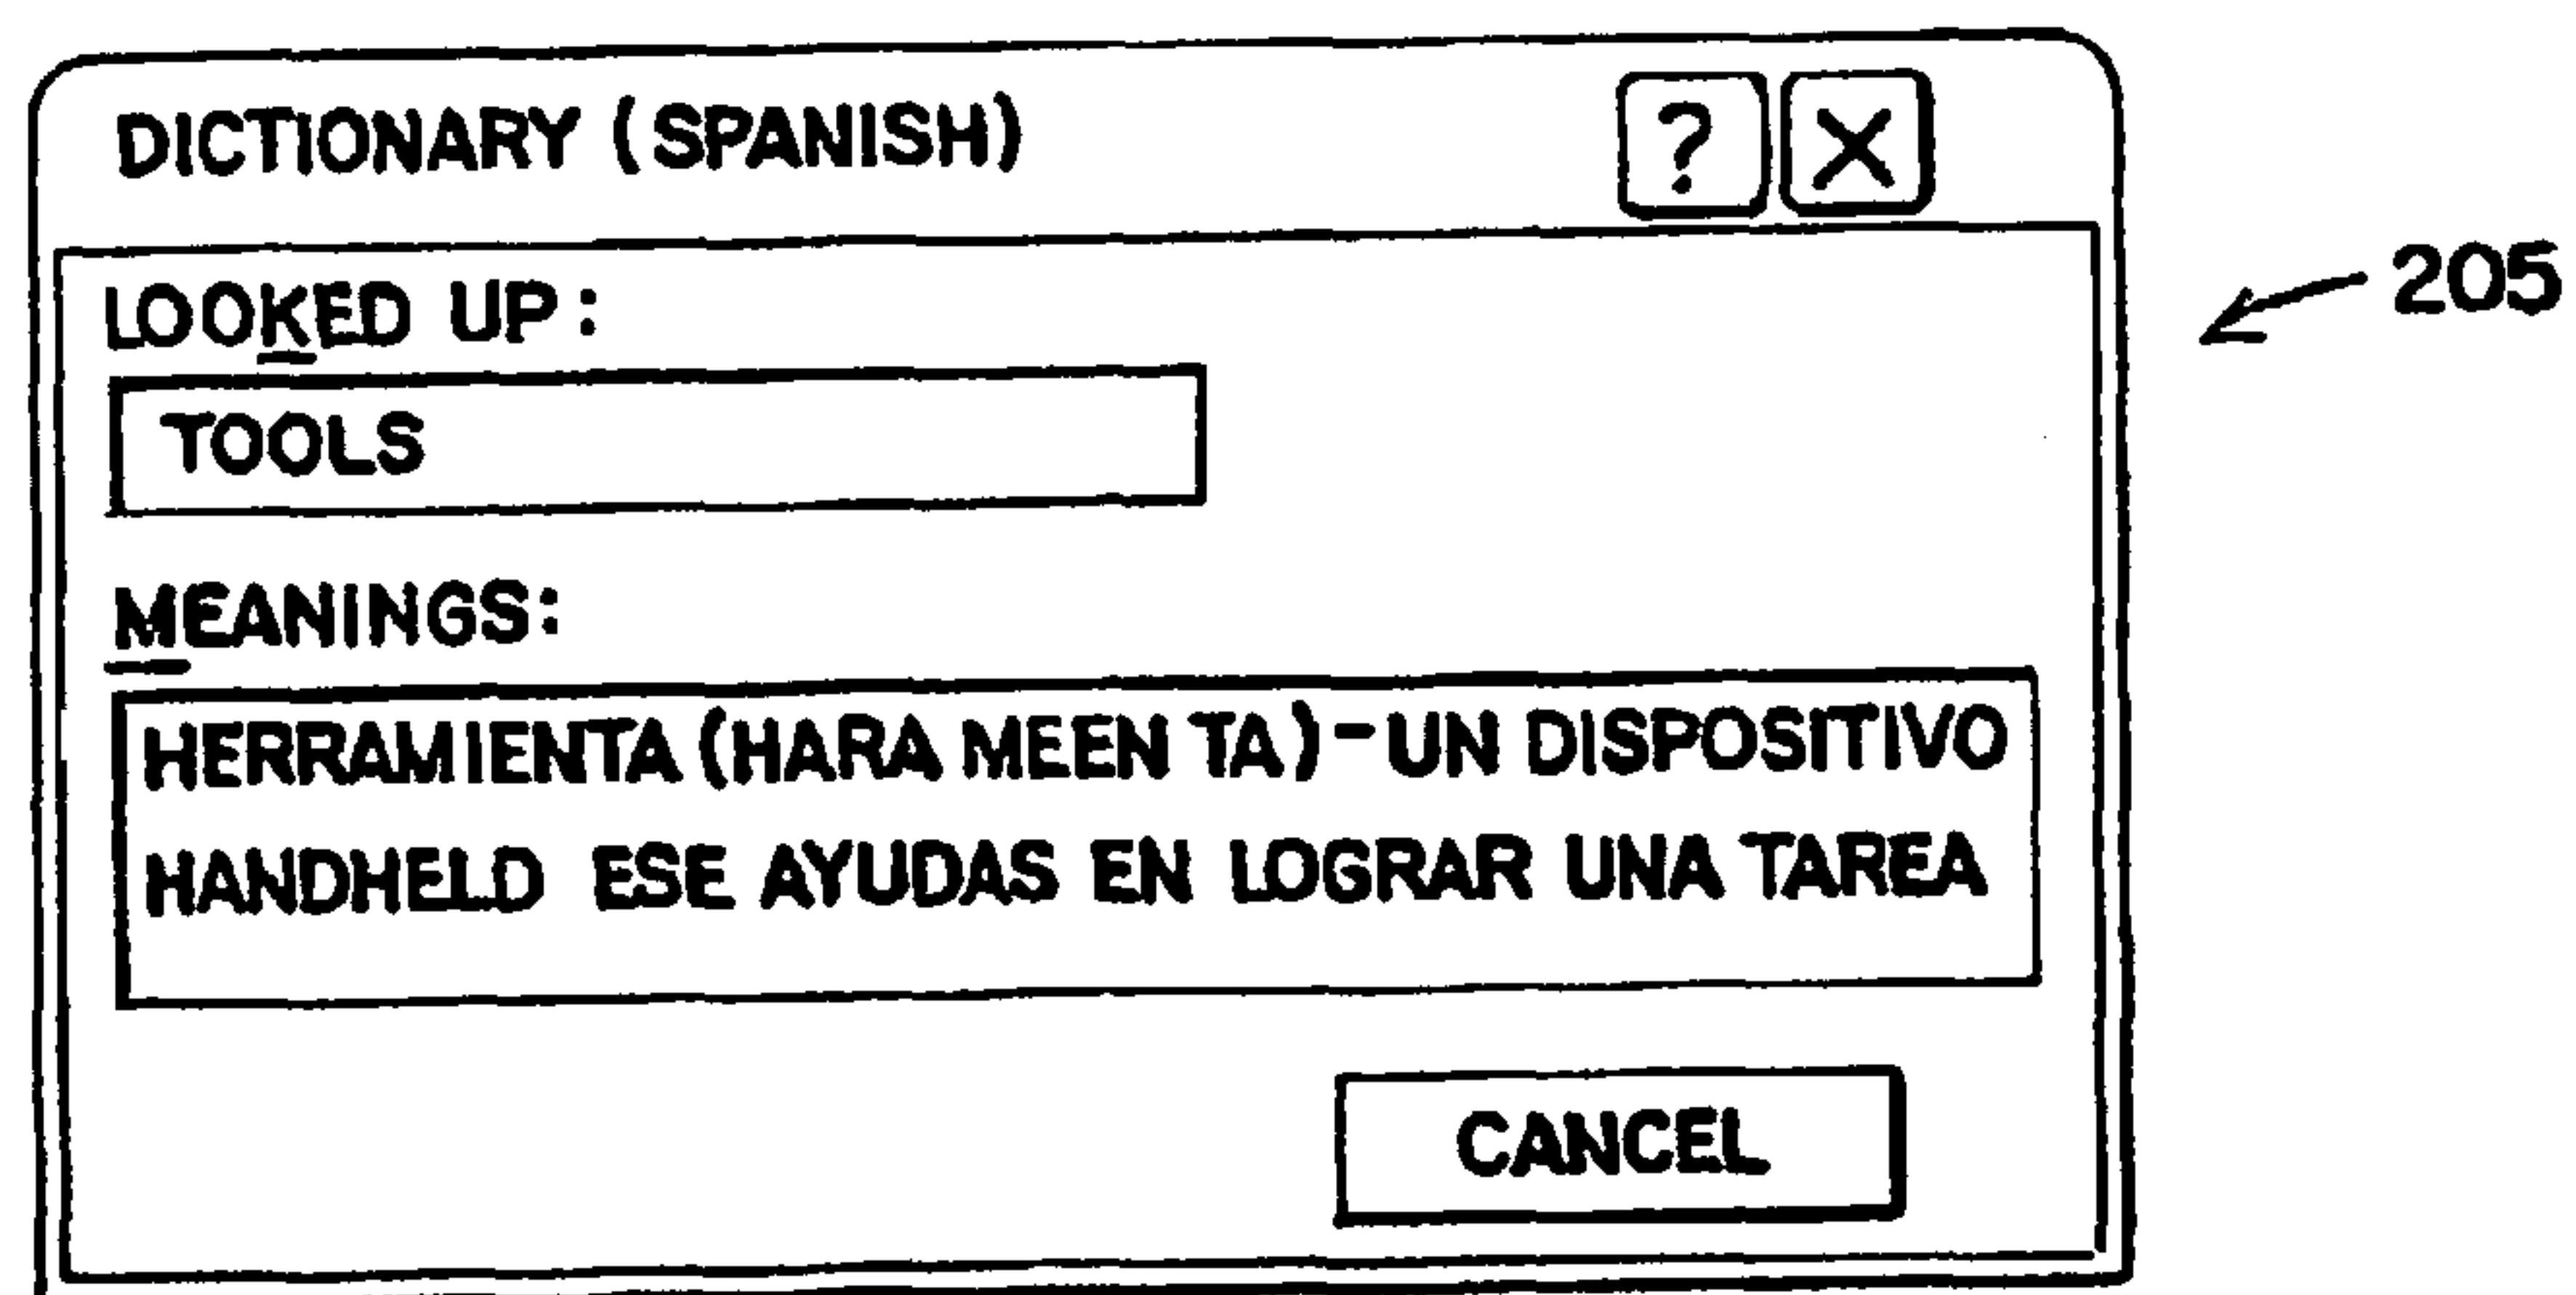 DICTIONARY (SPANISH) ? X
205
LOOKED UP:
TOOLS
MEANINGS:
HERRAMIENTA (HARA MEEN TA)-UN DISPOSITIVO
HANDHELD ESE AYUDAS EN LOGRAR UNA TAREA
CANCEL